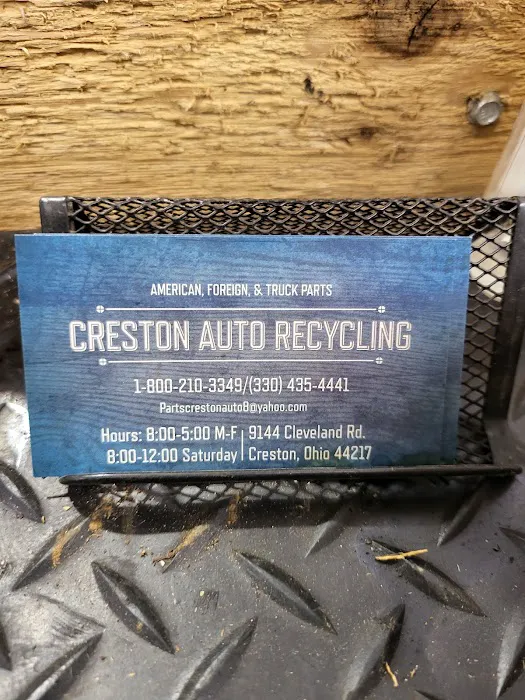 AMERICAN, FOREIGN, & TRUCK PARTS
CRESTON AUTO RECYCLING
1-800-210-3349/(330) 435-4441
Partscrestonauto8@yahoo.com
Hours: 8:00-5:00 M-F | 9144 Cleveland Rd.
8:00-12:00 Saturday | Creston, Ohio 44217